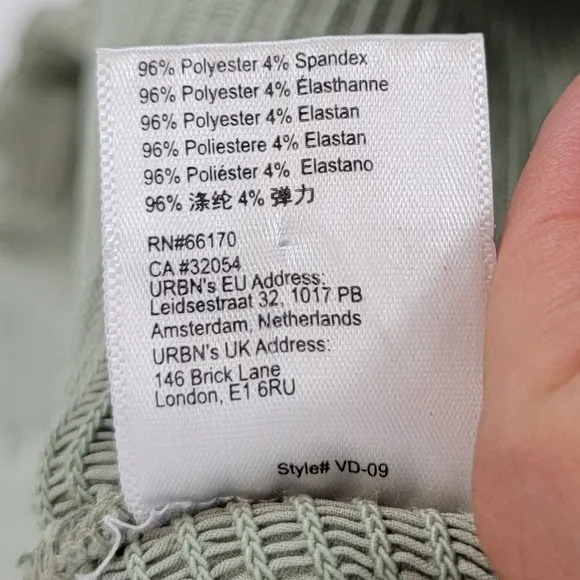 96% Polyester 4% Spandex
96% Polyester 4% Élasthanne
96% Polyester 4% Elastan
96% Poliestere 4% Elastan
96% Poliéster 4% Elastano
96% 涤纶 4% 弹力
RN#66170
CA #32054
URBN's EU Address:
Leidsestraat 32, 1017 PB
Amsterdam, Netherlands
URBN's UK Address:
146 Brick Lane
London, E1 6RU
Style# VD-09